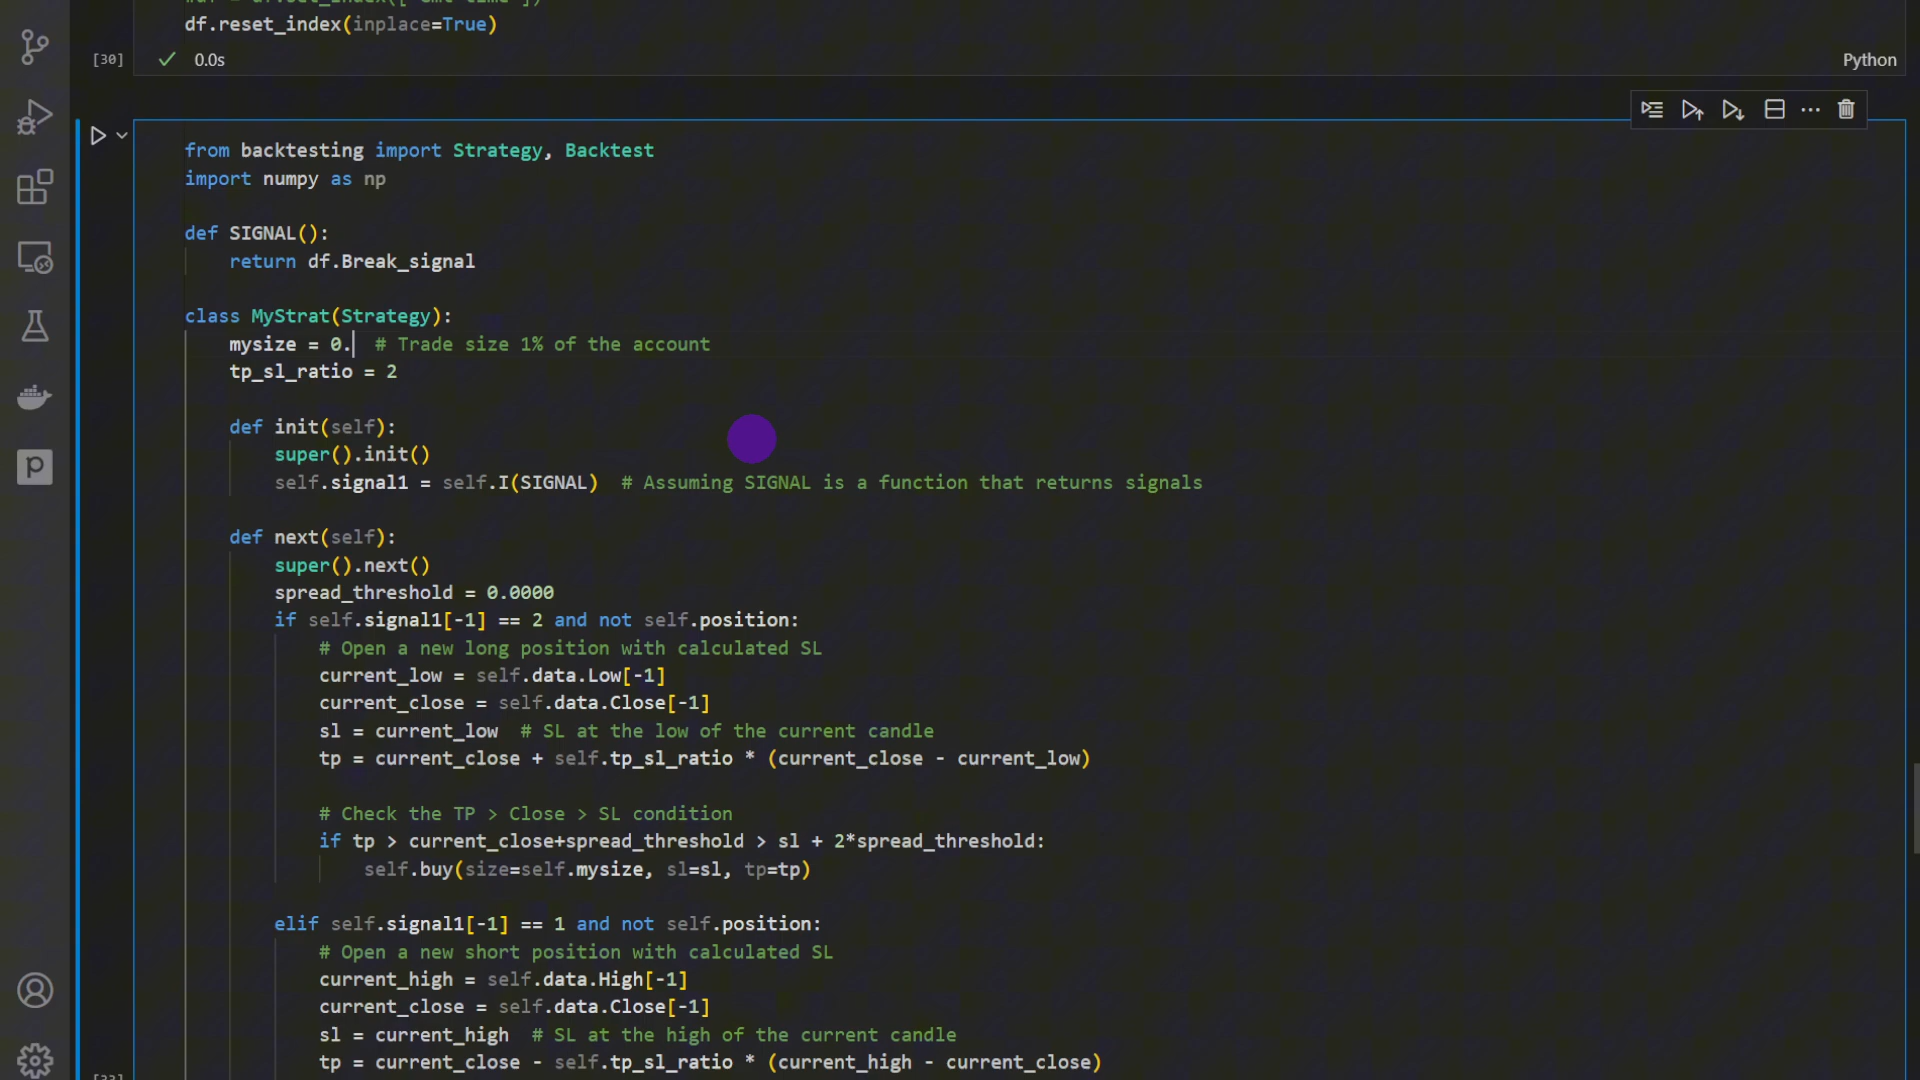 df.reset_index(inplace=True)
[30] 0.0s Python
from backtesting import Strategy, Backtest
import numpy as np
def SIGNAL():
return df.Break_signal
class MyStrat(Strategy):
mysize = 0. # Trade size 1% of the account
tp_sl_ratio = 2
def init(self):
super().init()
self.signal1 = self.I(SIGNAL) # Assuming SIGNAL is a function that returns signals
def next(self):
super().next()
spread_threshold = 0.0000
if self.signal1[-1] == 2 and not self.position:
# Open a new long position with calculated SL
current_low = self.data.Low[-1]
current_close = self.data.Close[-1]
sl = current_low # SL at the low of the current candle
tp = current_close + self.tp_sl_ratio * (current_close - current_low)
# Check the TP > Close > SL condition
if tp > current_close+spread_threshold > sl + 2*spread_threshold:
self.buy(size=self.mysize, sl=sl, tp=tp)
elif self.signal1[-1] == 1 and not self.position:
# Open a new short position with calculated SL
current_high = self.data.High[-1]
current_close = self.data.Close[-1]
sl = current_high # SL at the high of the current candle
tp = current_close - self.tp_sl_ratio * (current_high - current_close)